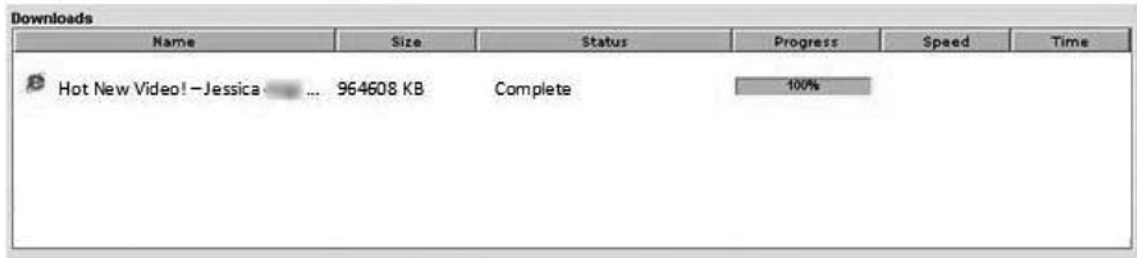 Downloads
Name Size Status Progress Speed Time
Hot New Video! – Jessica ... 964608 KB Complete 100%